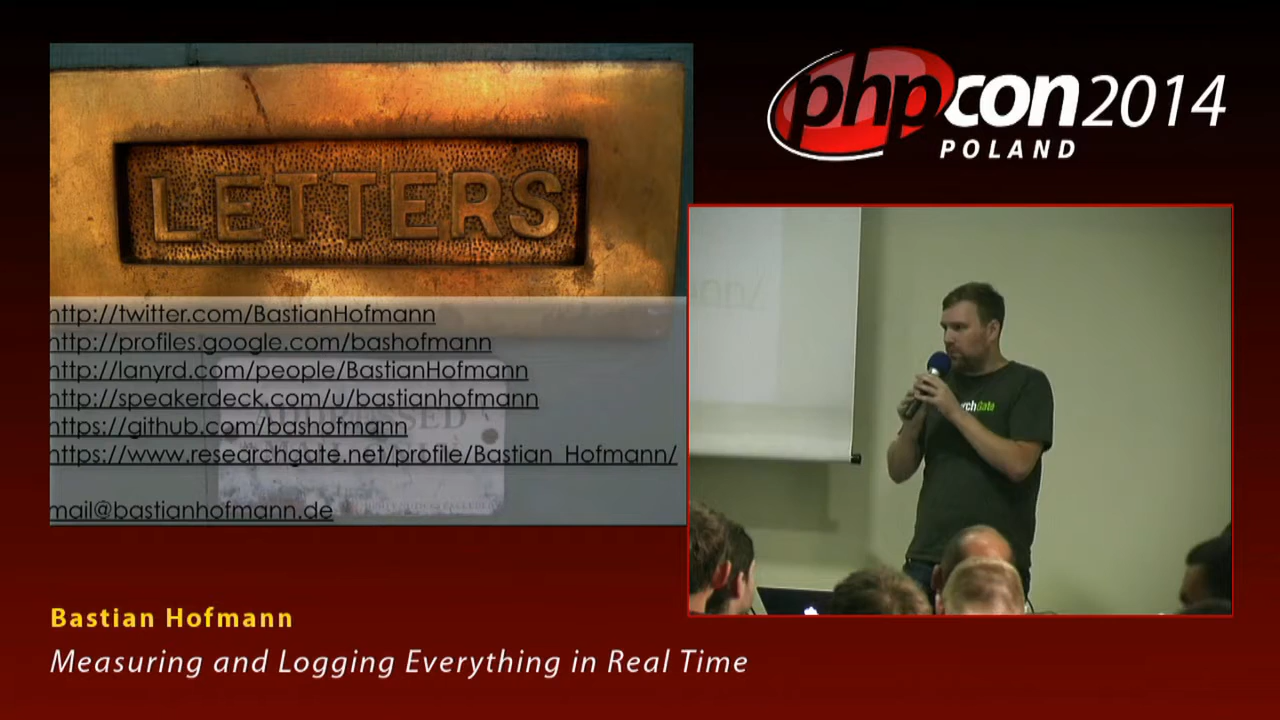 LETTERS
http://twitter.com/BastianHofmann
http://profiles.google.com/bashofmann
http://lanyrd.com/people/BastianHofmann
http://speakerdeck.com/u/bastianhofmann
https://github.com/bashofmann
https://www.researchgate.net/profile/Bastian_Hofmann/
mail@bastianhofmann.de
phpcon2014
POLAND
Bastian Hofmann
Measuring and Logging Everything in Real Time